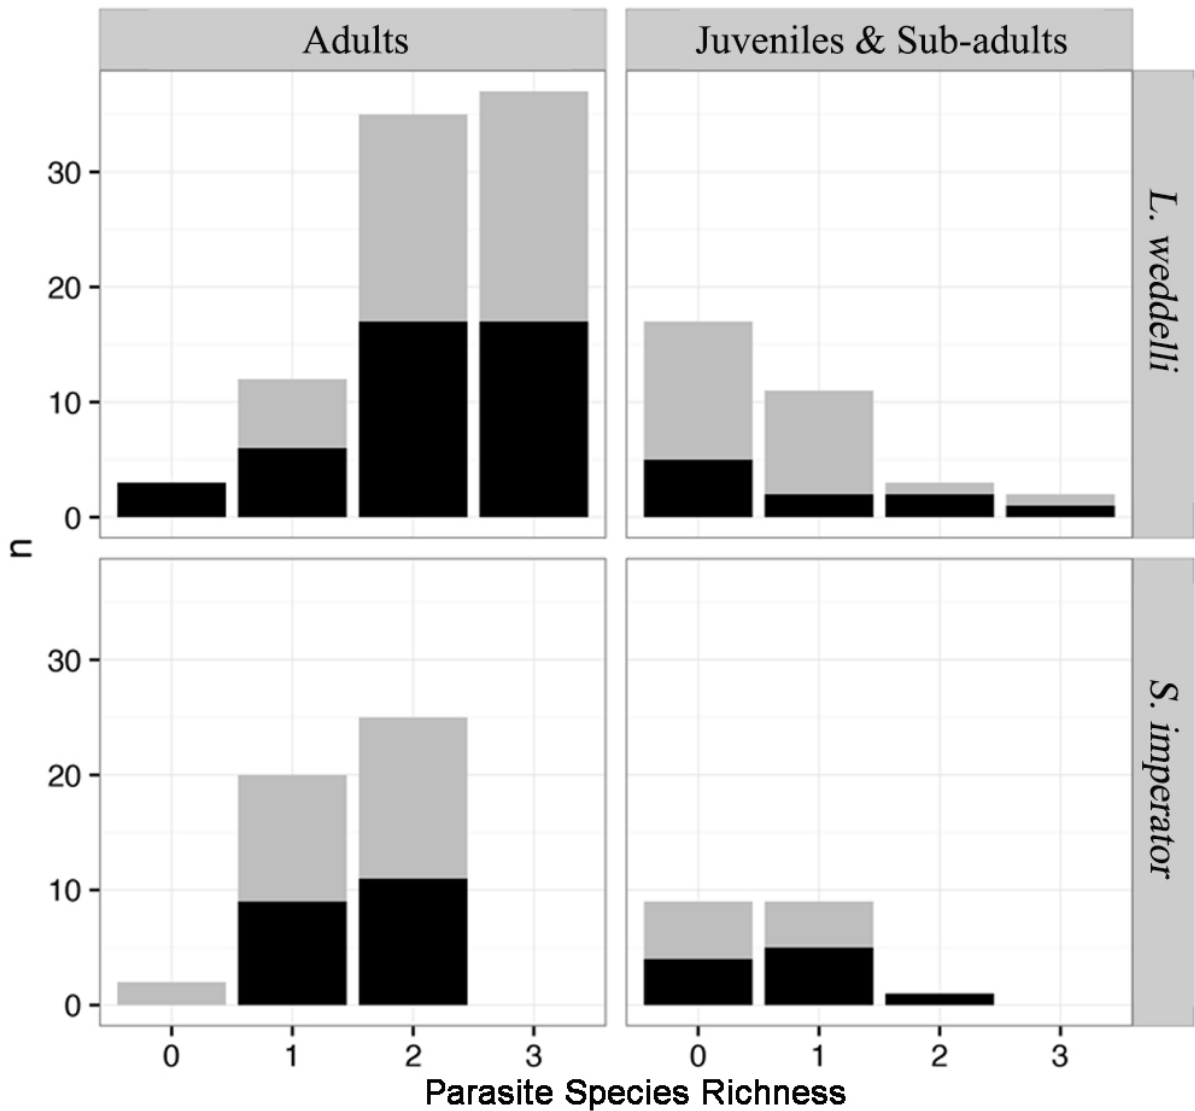 Adults
Juveniles & Sub-adults
L. weddelli
30
20
10
0
n
S. imperator
30
20
10
0
0 1 2 3
0 1 2 3
Parasite Species Richness